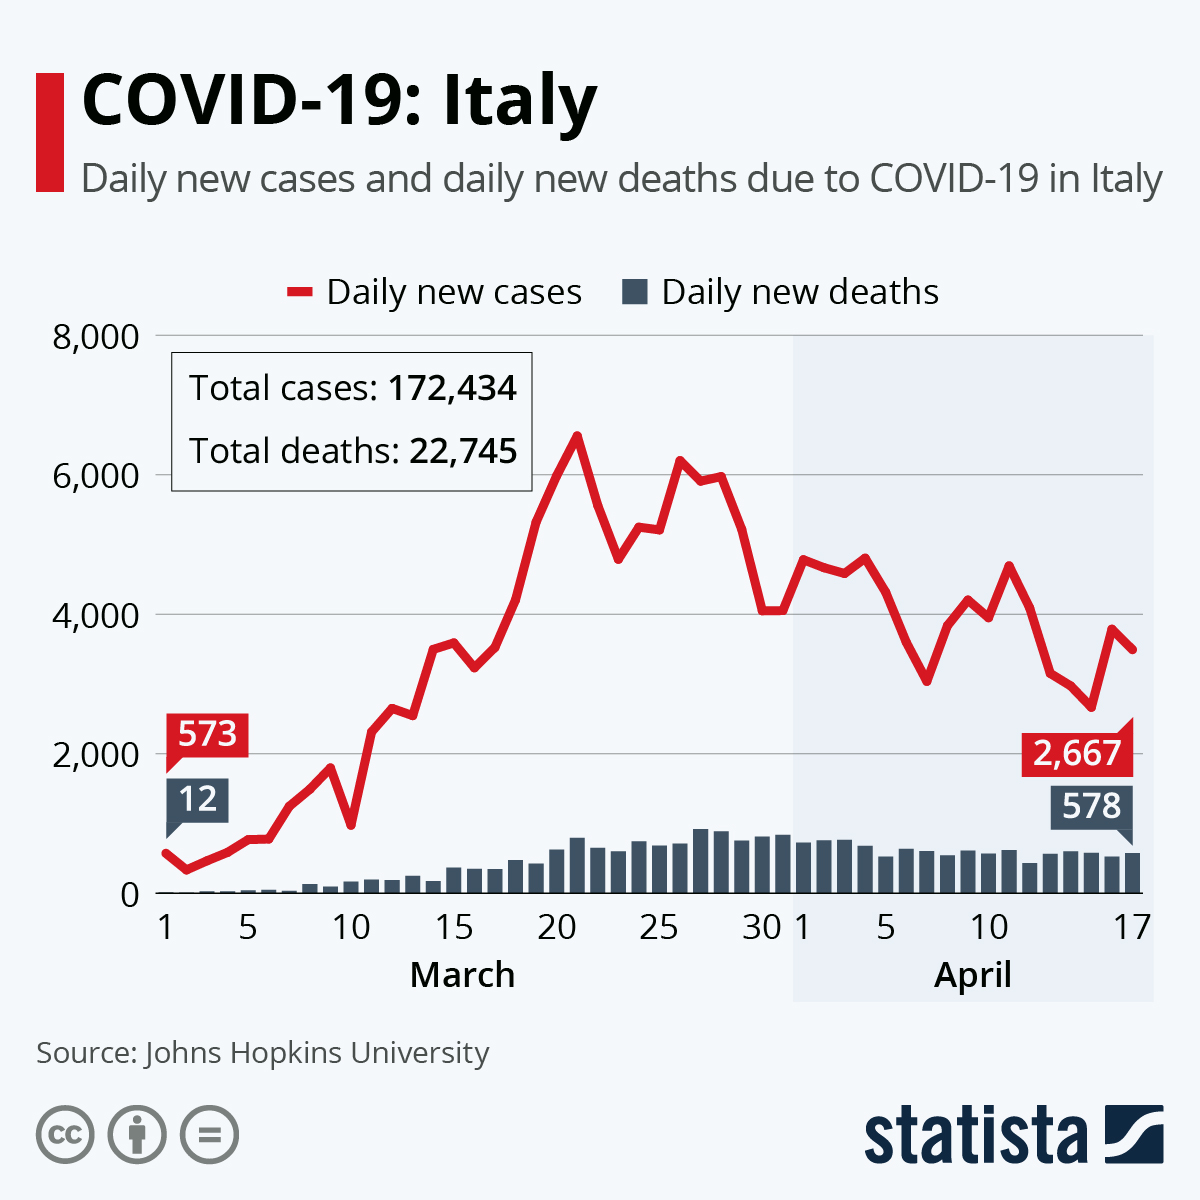 COVID-19: Italy
Daily new cases and daily new deaths due to COVID-19 in Italy
Daily new cases Daily new deaths
8,000
Total cases: 172,434
Total deaths: 22,745
6,000
4,000
2,000
573
12
2,667
578
0
1 5 10 15 20 25 30 1 5 10 17
March April
Source: Johns Hopkins University
cc =
statista